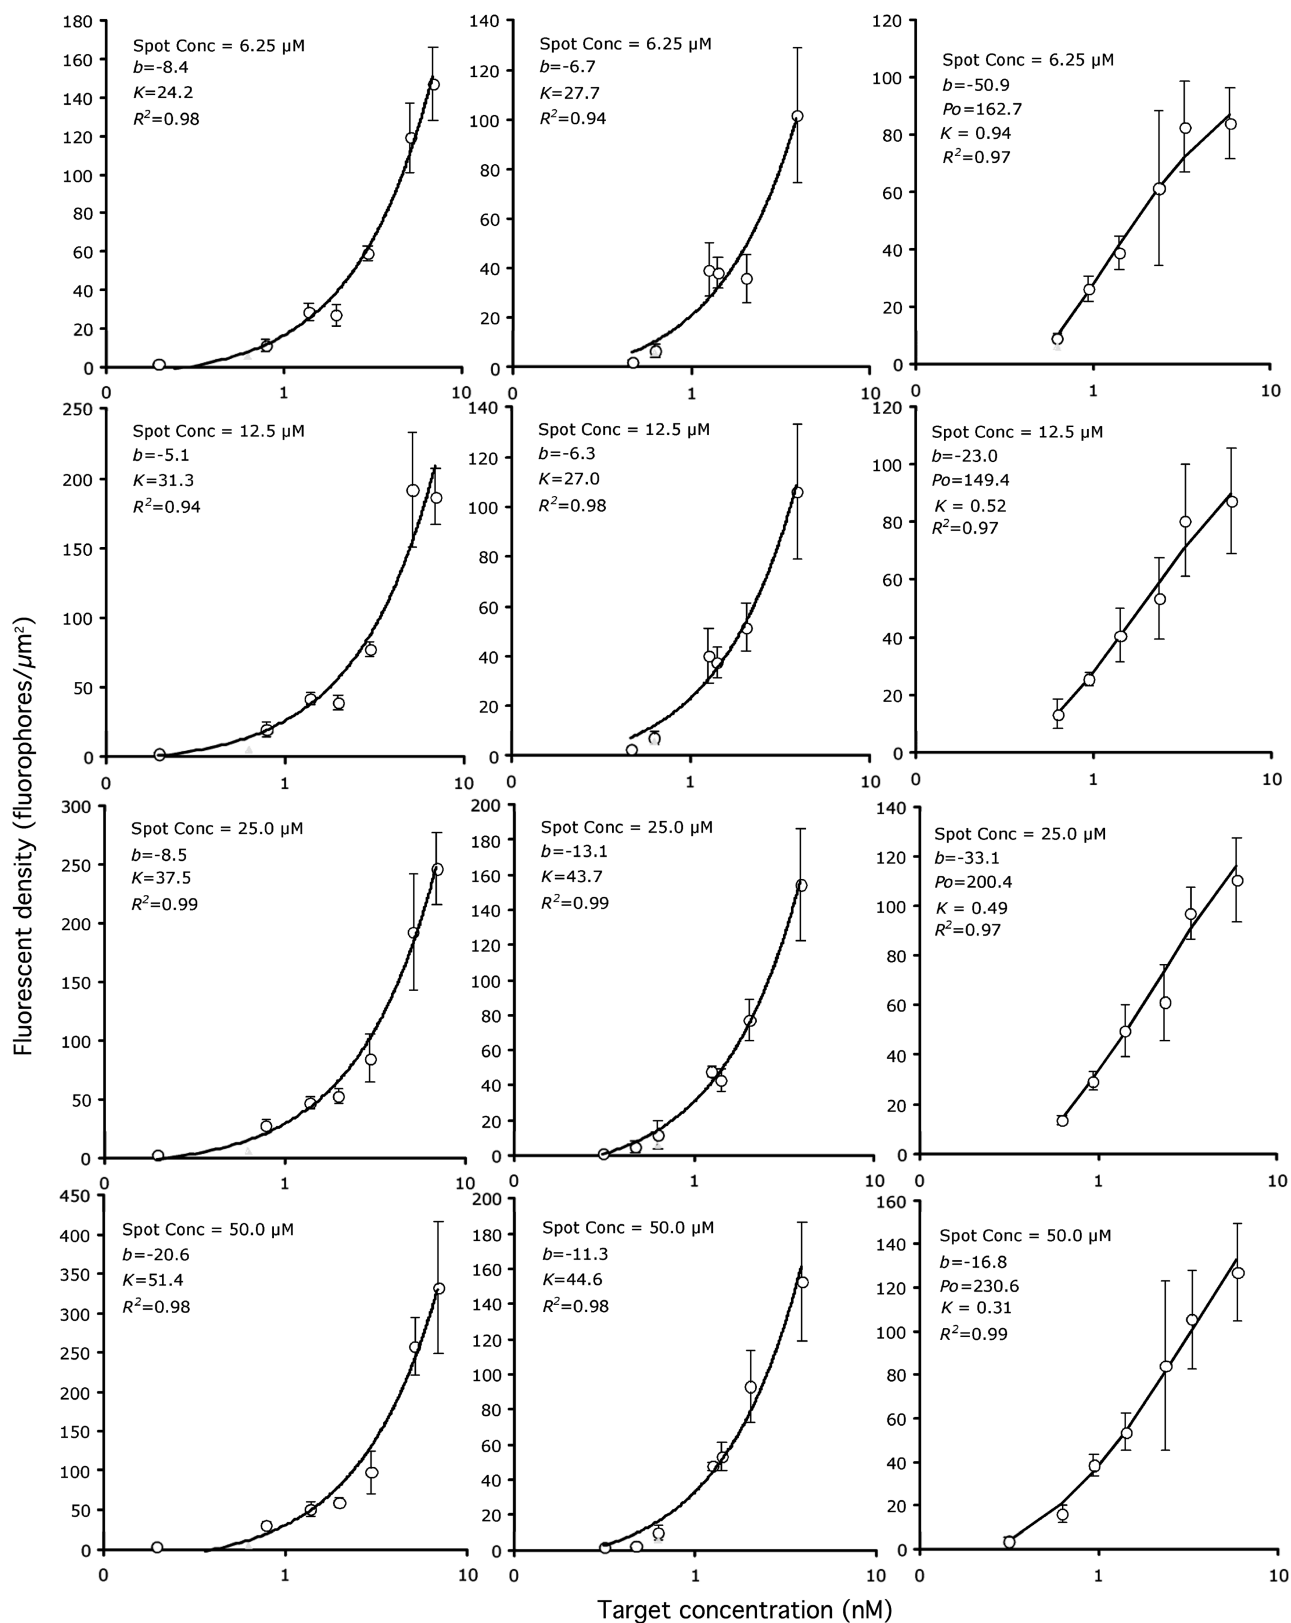 Fluorescent density (fluorophores/µm²)
180
160
140
120
100
80
60
40
20
0
0
1
10
Spot Conc = 6.25 µM
b=-8.4
K=24.2
R²=0.98
140
120
100
80
60
40
20
0
0
1
10
Spot Conc = 6.25 µM
b=-6.7
K=27.7
R²=0.94
120
100
80
60
40
20
0
0
1
10
Spot Conc = 6.25 µM
b=-50.9
Po=162.7
K = 0.94
R²=0.97
250
200
150
100
50
0
0
1
10
Spot Conc = 12.5 µM
b=-5.1
K=31.3
R²=0.94
140
120
100
80
60
40
20
0
0
1
10
Spot Conc = 12.5 µM
b=-6.3
K=27.0
R²=0.98
120
100
80
60
40
20
0
0
1
10
Spot Conc = 12.5 µM
b=-23.0
Po=149.4
K = 0.52
R²=0.97
300
250
200
150
100
50
0
0
1
10
Spot Conc = 25.0 µM
b=-8.5
K=37.5
R²=0.99
200
180
160
140
120
100
80
60
40
20
0
0
1
10
Spot Conc = 25.0 µM
b=-13.1
K=43.7
R²=0.99
140
120
100
80
60
40
20
0
0
1
10
Spot Conc = 25.0 µM
b=-33.1
Po=200.4
K = 0.49
R²=0.97
450
400
350
300
250
200
150
100
50
0
0
1
10
Spot Conc = 50.0 µM
b=-20.6
K=51.4
R²=0.98
200
180
160
140
120
100
80
60
40
20
0
0
1
10
Spot Conc = 50.0 µM
b=-11.3
K=44.6
R²=0.98
160
140
120
100
80
60
40
20
0
0
1
10
Spot Conc = 50.0 µM
b=-16.8
Po=230.6
K = 0.31
R²=0.99
Target concentration (nM)